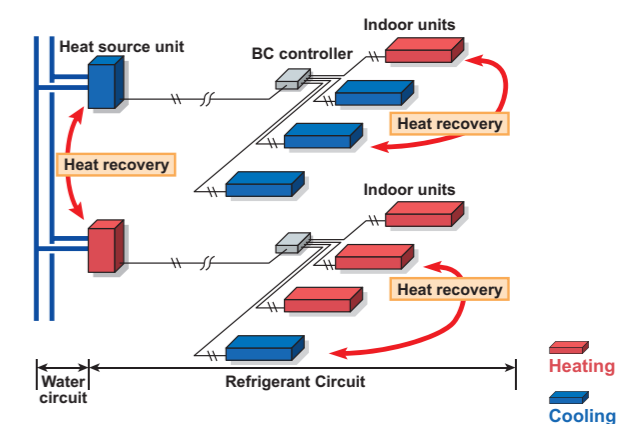 Indoor units
Heat source unit
BC controller
Heat recovery
Heat recovery
Indoor units
Heat recovery
Water
circuit
Refrigerant Circuit
Heating
Cooling